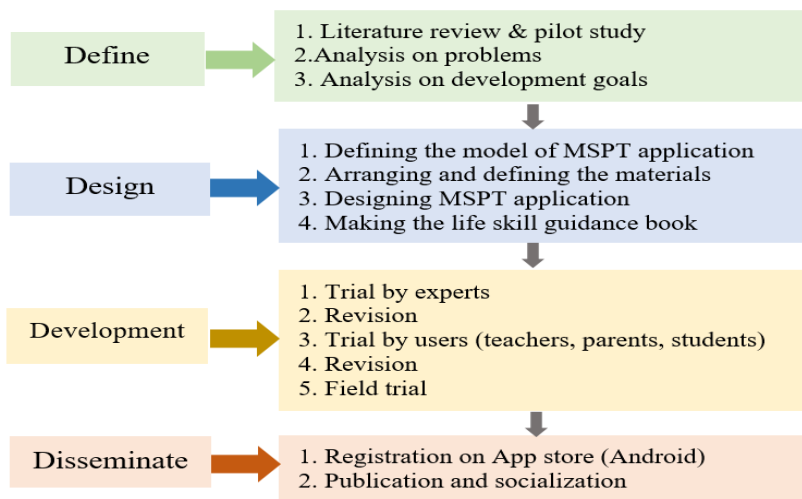 Define
1. Literature review & pilot study
2.Analysis on problems
3. Analysis on development goals
Design
1. Defining the model of MSPT application
2. Arranging and defining the materials
3. Designing MSPT application
4. Making the life skill guidance book
Development
1. Trial by experts
2. Revision
3. Trial by users (teachers, parents, students)
4. Revision
5. Field trial
Disseminate
1. Registration on App store (Android)
2. Publication and socialization